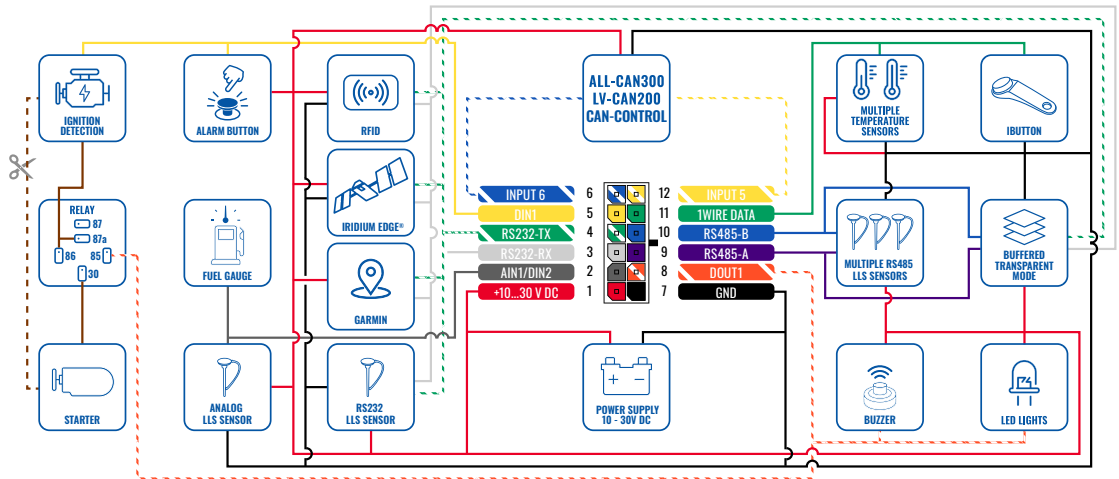 ALL-CAN300
LV-CAN200
CAN-CONTROL
IGNITION
DETECTION
ALARM BUTTON
RFID
MULTIPLE
TEMPERATURE
SENSORS
IBUTTON
IRIDIUM EDGE®
RELAY
87
87a
86
85
30
FUEL GAUGE
GARMIN
INPUT 6
6
12
INPUT 5
DIN1
5
11
1WIRE DATA
RS232-TX
4
10
RS485-B
RS232-RX
3
9
RS485-A
AIN1/DIN2
2
8
DOUT1
+10...30 V DC
1
7
GND
MULTIPLE RS485
LLS SENSORS
BUFFERED
TRANSPARENT
MODE
STARTER
ANALOG
LLS SENSOR
RS232
LLS SENSOR
POWER SUPPLY
10 - 30V DC
BUZZER
LED LIGHTS